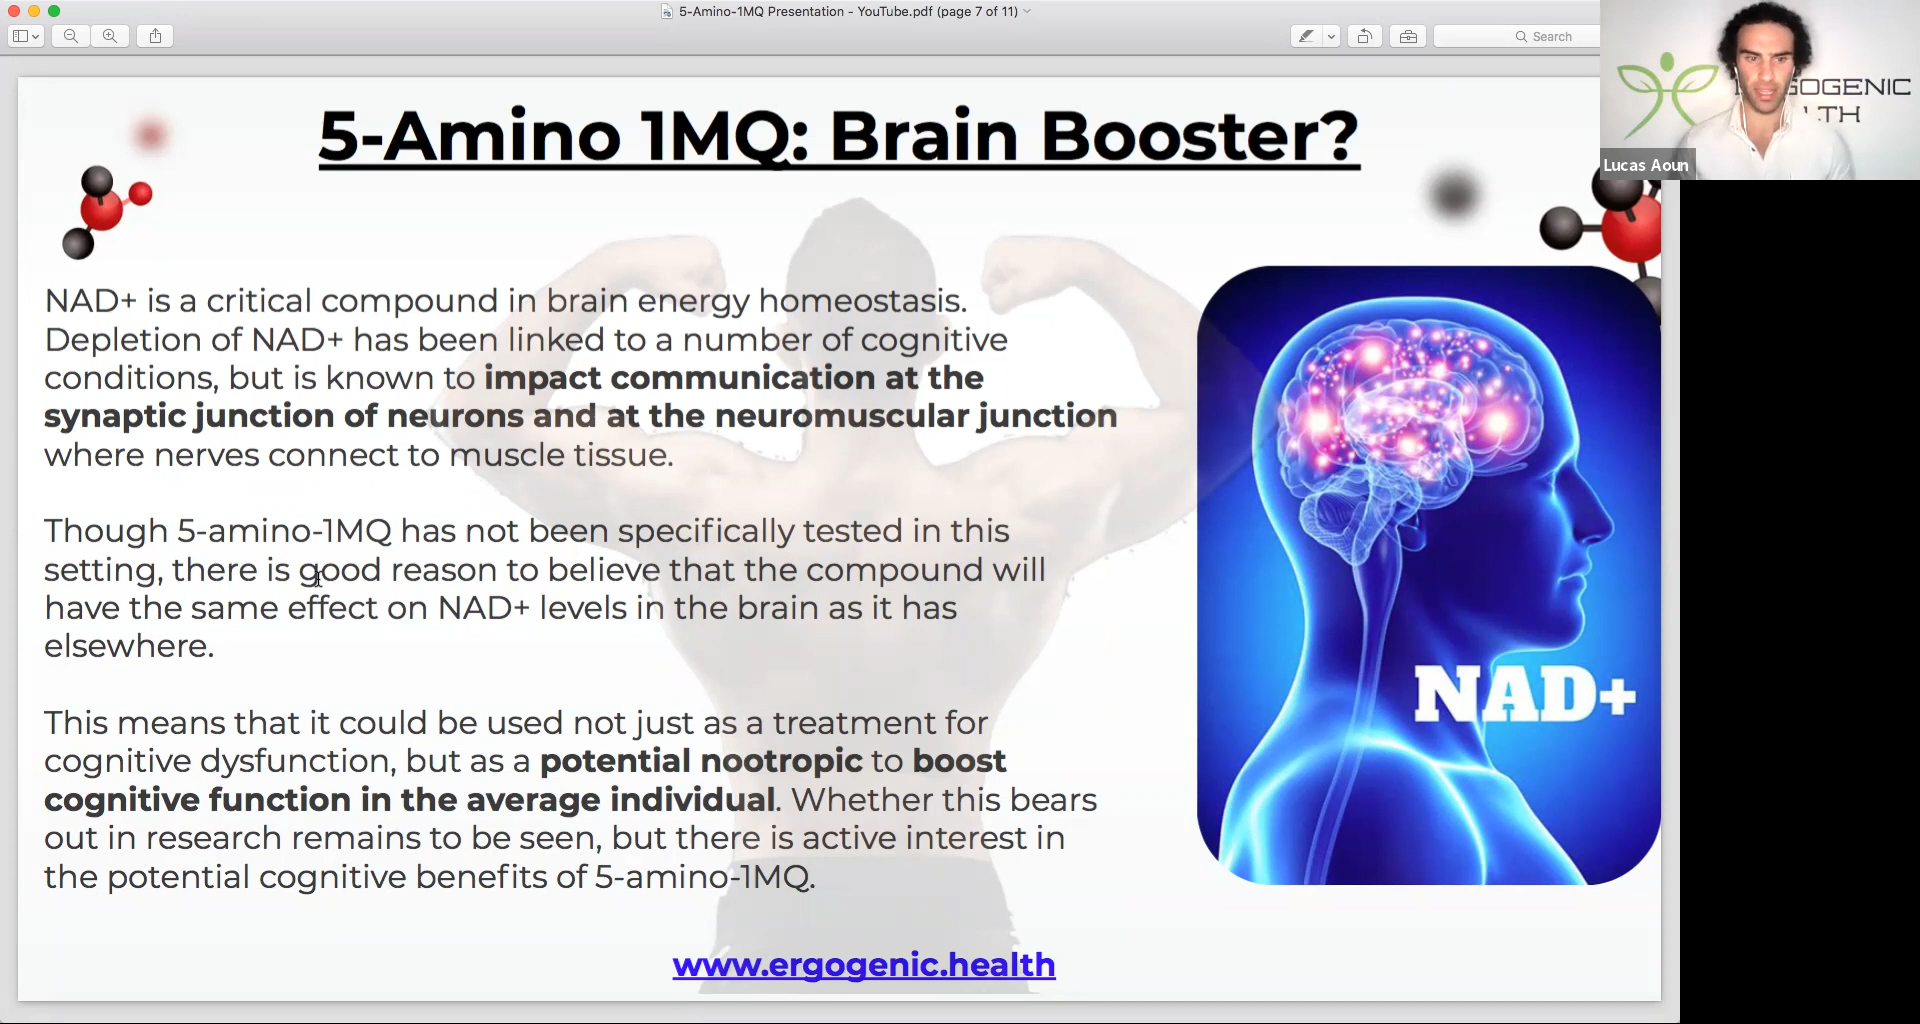 5-Amino-1MQ Presentation - YouTube.pdf (page 7 of 11)
Search
GOGENIC
LTH
Lucas Aoun
5-Amino 1MQ: Brain Booster?
NAD+ is a critical compound in brain energy homeostasis.
Depletion of NAD+ has been linked to a number of cognitive
conditions, but is known to impact communication at the
synaptic junction of neurons and at the neuromuscular junction
where nerves connect to muscle tissue.
Though 5-amino-1MQ has not been specifically tested in this
setting, there is good reason to believe that the compound will
have the same effect on NAD+ levels in the brain as it has
elsewhere.
This means that it could be used not just as a treatment for
cognitive dysfunction, but as a potential nootropic to boost
cognitive function in the average individual. Whether this bears
out in research remains to be seen, but there is active interest in
the potential cognitive benefits of 5-amino-1MQ.
NAD+
www.ergogenic.health